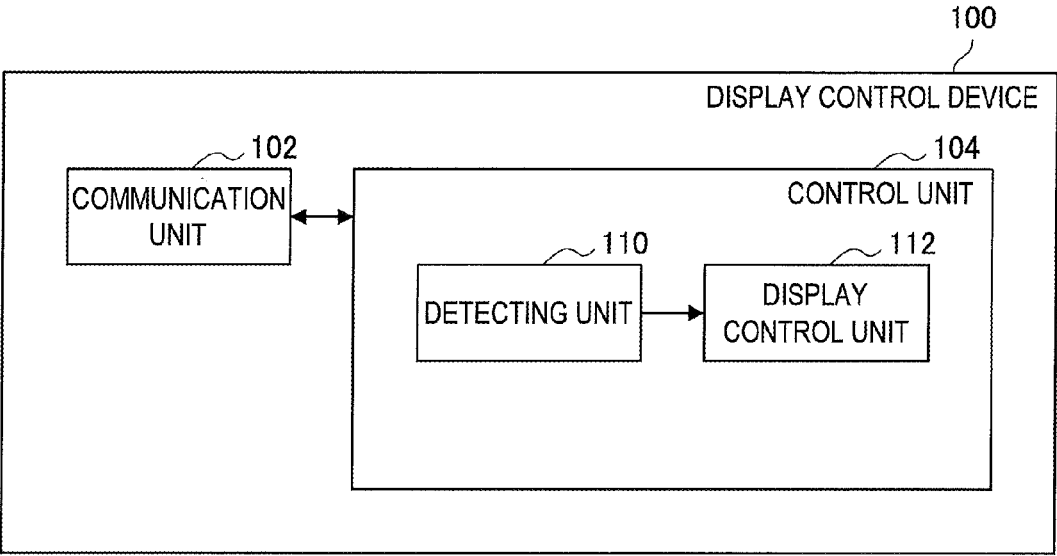 100
DISPLAY CONTROL DEVICE
102
COMMUNICATION
UNIT
104
CONTROL UNIT
110
DETECTING UNIT
112
DISPLAY
CONTROL UNIT